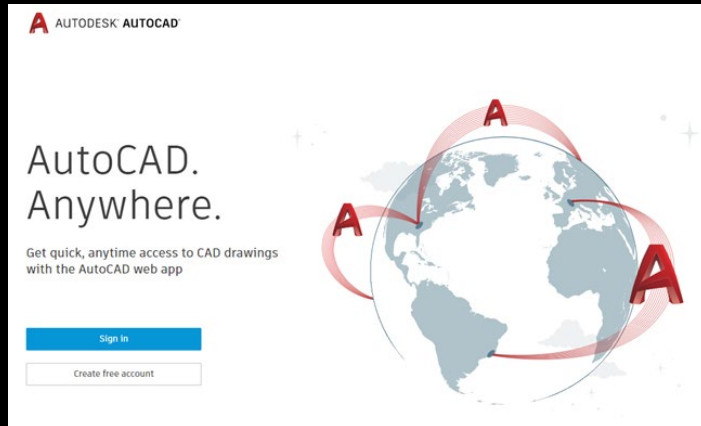 AUTODESK® AUTOCAD®
AutoCAD.
Anywhere.
Get quick, anytime access to CAD drawings
with the AutoCAD web app
Sign in
Create free account